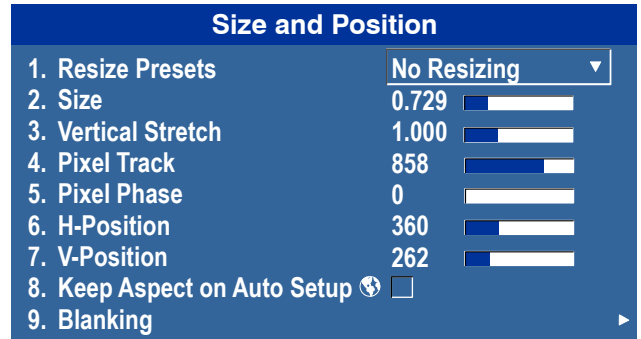 Size and Position
1. Resize Presets No Resizing
2. Size 0.729
3. Vertical Stretch 1.000
4. Pixel Track 858
5. Pixel Phase 0
6. H-Position 360
7. V-Position 262
8. Keep Aspect on Auto Setup
9. Blanking